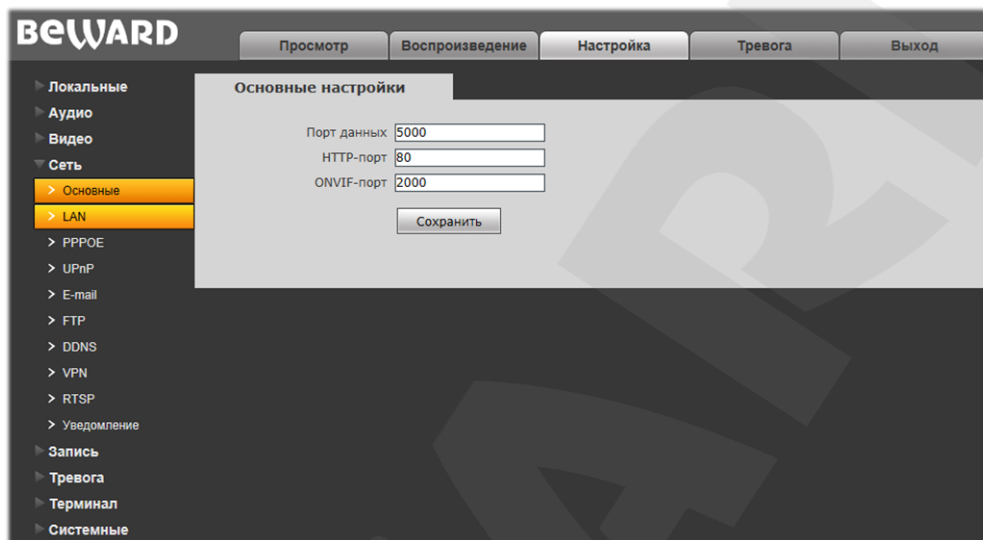 BEWARD
Просмотр
Воспроизведение
Настройка
Тревога
Выход
Локальные
Аудио
Видео
Сеть
Основные
LAN
PPPOE
UPnP
E-mail
FTP
DDNS
VPN
RTSP
Уведомление
Запись
Тревога
Терминал
Системные
Основные настройки
Порт данных 5000
HTTP-порт 80
ONVIF-порт 2000
Сохранить